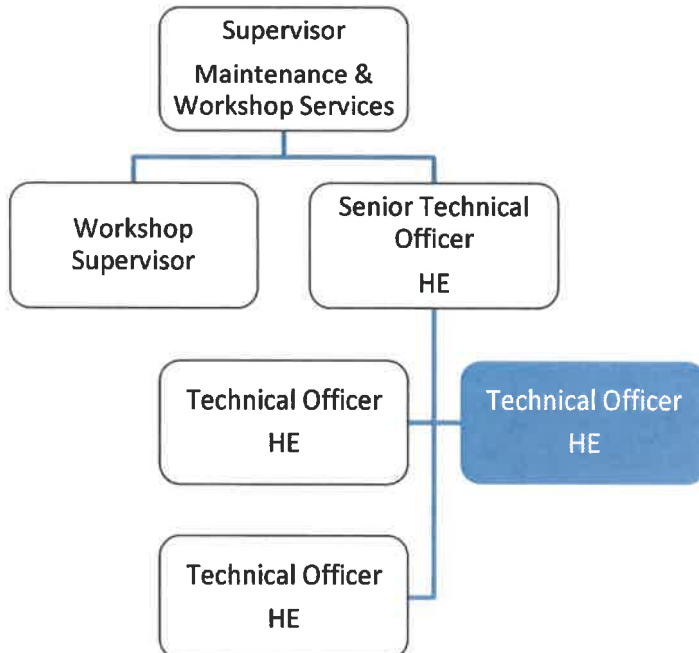 Supervisor
Maintenance &
Workshop Services
Workshop
Supervisor
Senior Technical
Officer
HE
Technical Officer
HE
Technical Officer
HE
Technical Officer
HE